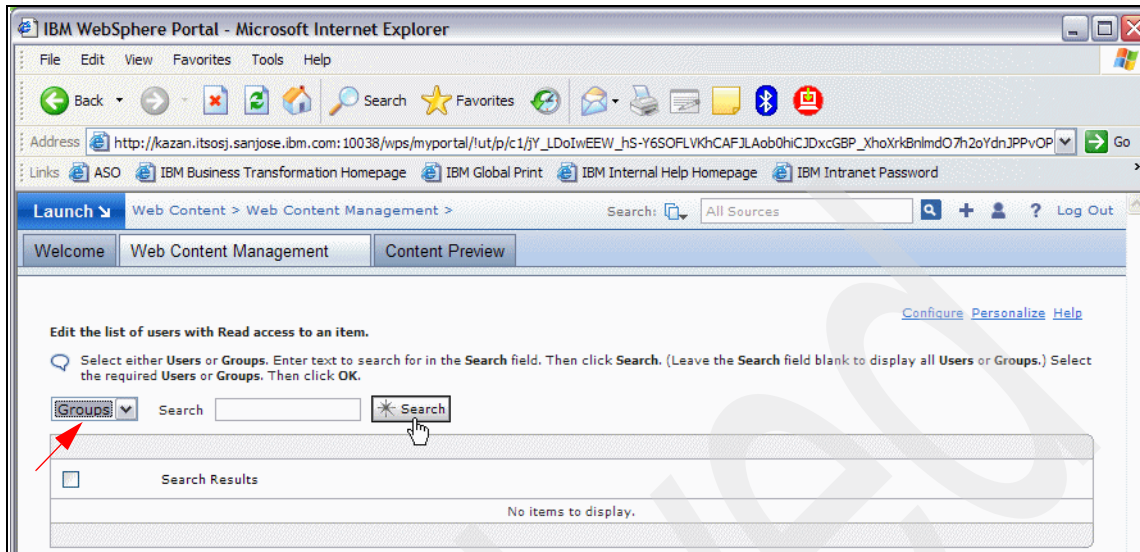 IBM WebSphere Portal - Microsoft Internet Explorer
File Edit View Favorites Tools Help
Back Search Favorites
Address http://kazan.itsosj.sanjose.ibm.com:10038/wps/myportal/!ut/p/c1/jY_LDoIwEEW_hS-Y6SOFLVKhCAFJLAob0hiCJDxcGBP_XhoXrkBnlmdO7h2oYdnJPPvOP Go
Links ASO IBM Business Transformation Homepage IBM Global Print IBM Internal Help Homepage IBM Intranet Password »
Launch Web Content > Web Content Management > Search: All Sources ? Log Out
Welcome Web Content Management Content Preview
Configure Personalize Help
Edit the list of users with Read access to an item.
Select either Users or Groups. Enter text to search for in the Search field. Then click Search. (Leave the Search field blank to display all Users or Groups.) Select
the required Users or Groups. Then click OK.
Groups Search Search
Search Results
No items to display.